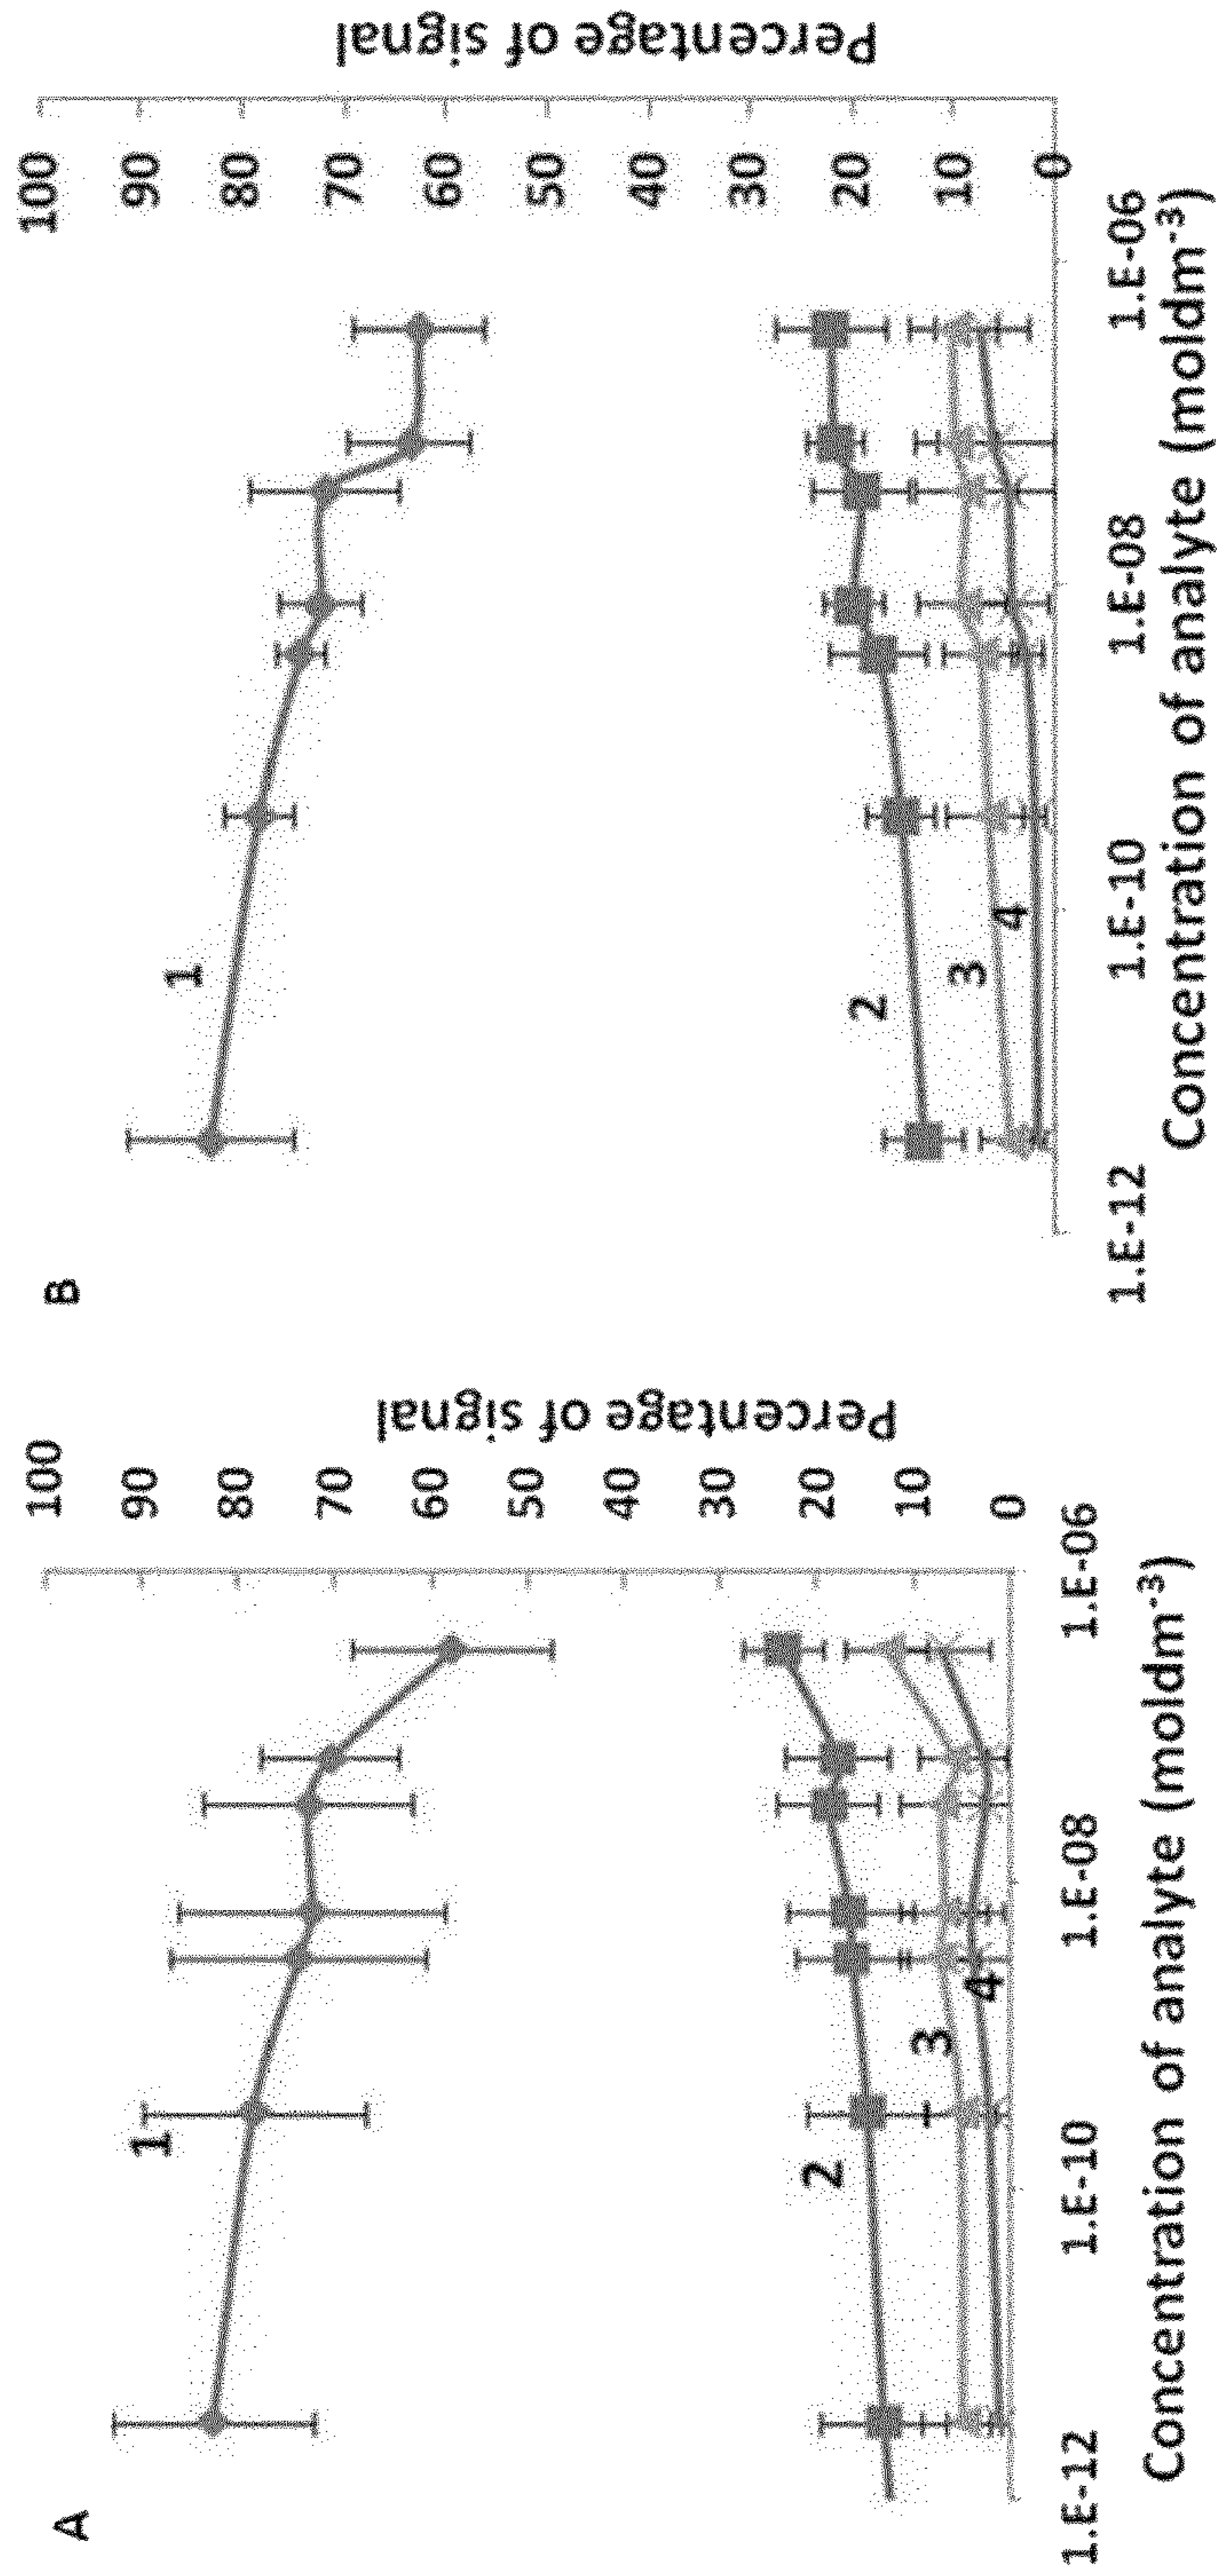 A
1
2
3
4
100
90
80
70
60
50
40
30
20
10
0
Percentage of signal
1.E-12
1.E-10
1.E-08
1.E-06
Concentration of analyte (moldm⁻³)
B
1
2
3
4
100
90
80
70
60
50
40
30
20
10
0
Percentage of signal
1.E-12
1.E-10
1.E-08
1.E-06
Concentration of analyte (moldm⁻³)